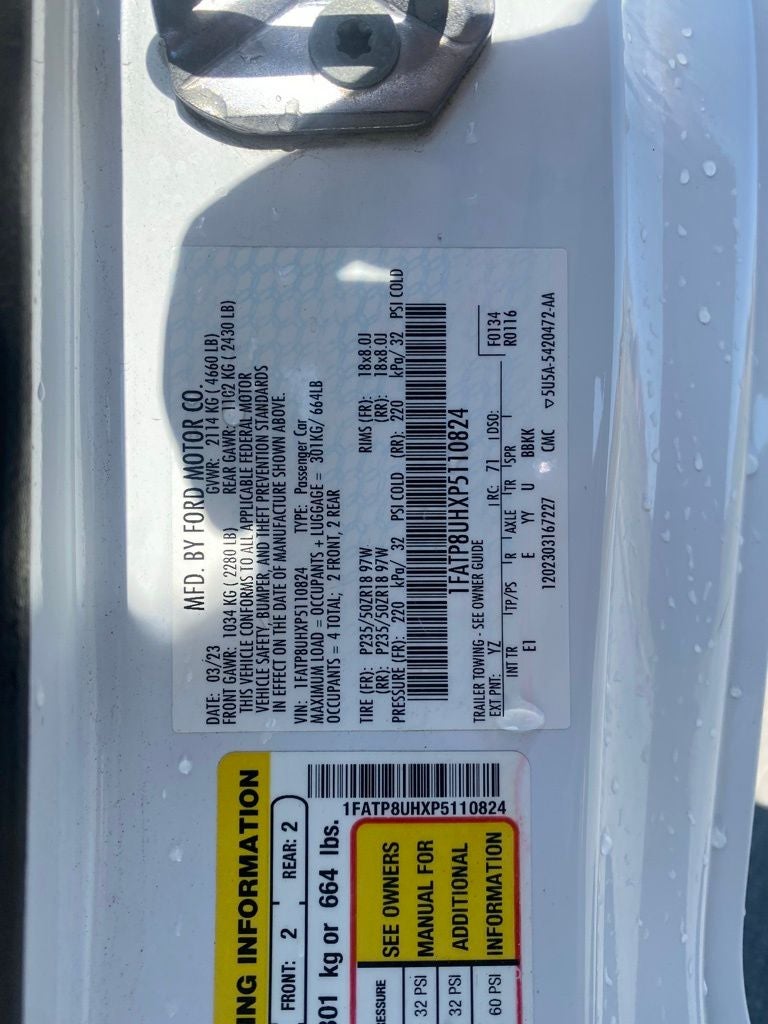 MFD. BY FORD MOTOR CO.
DATE: 03/23 GVWR: 2114 KG ( 4660 LB)
FRONT GAWR: 1034 KG ( 2280 LB) REAR GAWR: 1102 KG ( 2430 LB)
THIS VEHICLE CONFORMS TO ALL APPLICABLE FEDERAL MOTOR
VEHICLE SAFETY, BUMPER, AND THEFT PREVENTION STANDARDS
IN EFFECT ON THE DATE OF MANUFACTURE SHOWN ABOVE.
VIN: 1FATP8UHXP5110824 TYPE: Passenger Car
MAXIMUM LOAD = OCCUPANTS + LUGGAGE = 301KG/ 664LB
OCCUPANTS = 4 TOTAL; 2 FRONT, 2 REAR
TIRE (FR): P235/50ZR18 97W RIMS (FR): 18x8.0J
(RR): P235/50ZR18 97W (RR): 18x8.0J
PRESSURE (FR): 220 kPa/ 32 PSI COLD (RR): 220 kPa/ 32 PSI COLD
1FATP8UHXP5110824
TRAILER TOWING - SEE OWNER GUIDE
EXT PNT: YZ RC: 71 DSO: F0134
R0116
INT TR TP/PS R AXLE TR SPR
E1 E YY U BBKK
1202303167227 CMC ▽5U5A-5420472-AA
ING INFORMATION
FRONT: 2 REAR: 2
301 kg or 664 lbs.
1FATP8UHXP5110824
ESSURE
32 PSI
32 PSI
60 PSI
SEE OWNERS
MANUAL FOR
ADDITIONAL
INFORMATION